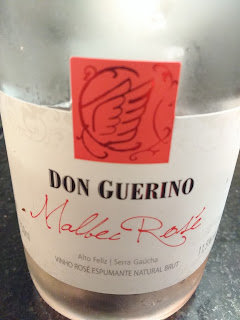 DON GUERINO
Malbec Rosé
Alto Feliz | Serra Gaúcha
VINHO ROSÉ ESPUMANTE NATURAL BRUT